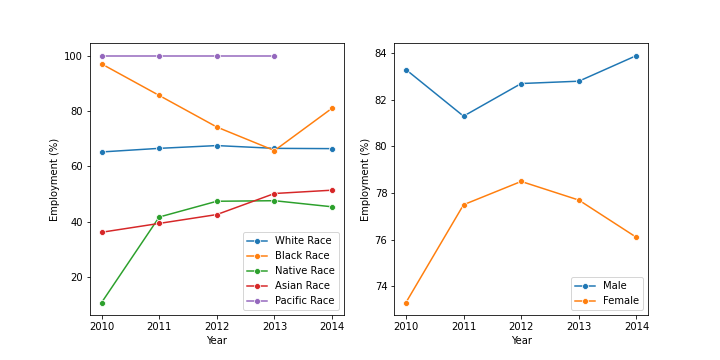 100
80
60
40
20
Employment (%)
2010 2011 2012 2013 2014
Year
White Race
Black Race
Native Race
Asian Race
Pacific Race
84
82
80
78
76
74
Employment (%)
2010 2011 2012 2013 2014
Year
Male
Female